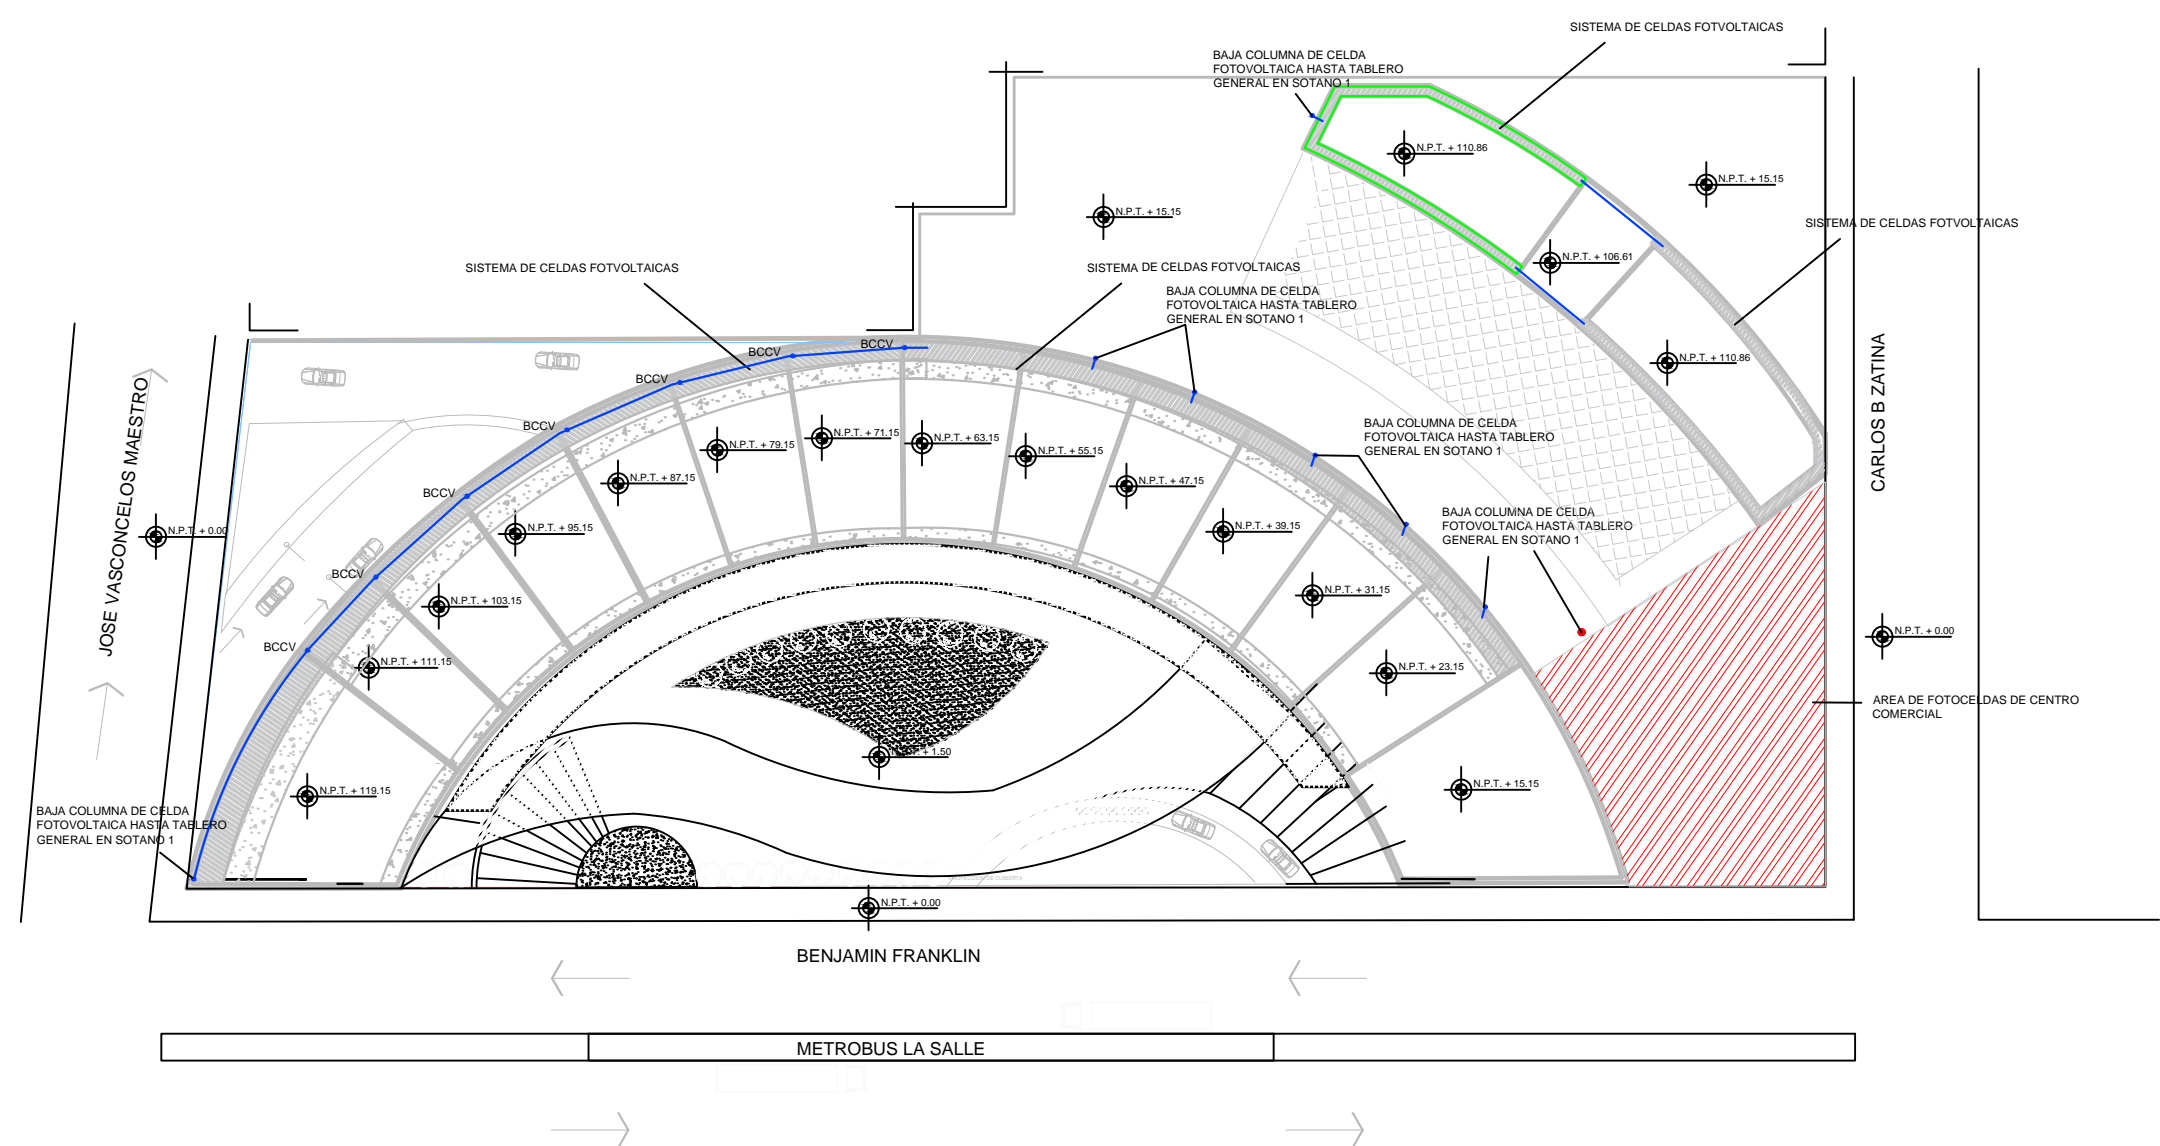 SISTEMA DE CELDAS FOTVOLTAICAS
BAJA COLUMNA DE CELDA
FOTOVOLTAICA HASTA TABLERO
GENERAL EN SOTANO 1
N.P.T. + 110.86
N.P.T. + 15.15
N.P.T. + 15.15
SISTEMA DE CELDAS FOTVOLTAICAS
N.P.T. + 106.61
SISTEMA DE CELDAS FOTVOLTAICAS
SISTEMA DE CELDAS FOTVOLTAICAS
BAJA COLUMNA DE CELDA
FOTOVOLTAICA HASTA TABLERO
GENERAL EN SOTANO 1
BCCV
BCCV
BCCV
BCCV
BCCV
BCCV
BCCV
N.P.T. + 110.86
CARLOS B ZATINA
JOSE VASCONCELOS MAESTRO
N.P.T. + 0.00
BAJA COLUMNA DE CELDA
FOTOVOLTAICA HASTA TABLERO
GENERAL EN SOTANO 1
BAJA COLUMNA DE CELDA
FOTOVOLTAICA HASTA TABLERO
GENERAL EN SOTANO 1
N.P.T. + 119.15
N.P.T. + 111.15
N.P.T. + 103.15
N.P.T. + 95.15
N.P.T. + 87.15
N.P.T. + 79.15
N.P.T. + 71.15
N.P.T. + 63.15
N.P.T. + 55.15
N.P.T. + 47.15
N.P.T. + 39.15
N.P.T. + 31.15
N.P.T. + 23.15
N.P.T. + 15.15
N.P.T. + 0.00
AREA DE FOTOCELDAS DE CENTRO
COMERCIAL
N.P.T. + 1.50
BAJA COLUMNA DE CELDA
FOTOVOLTAICA HASTA TABLERO
GENERAL EN SOTANO 1
N.P.T. + 0.00
BENJAMIN FRANKLIN
METROBUS LA SALLE